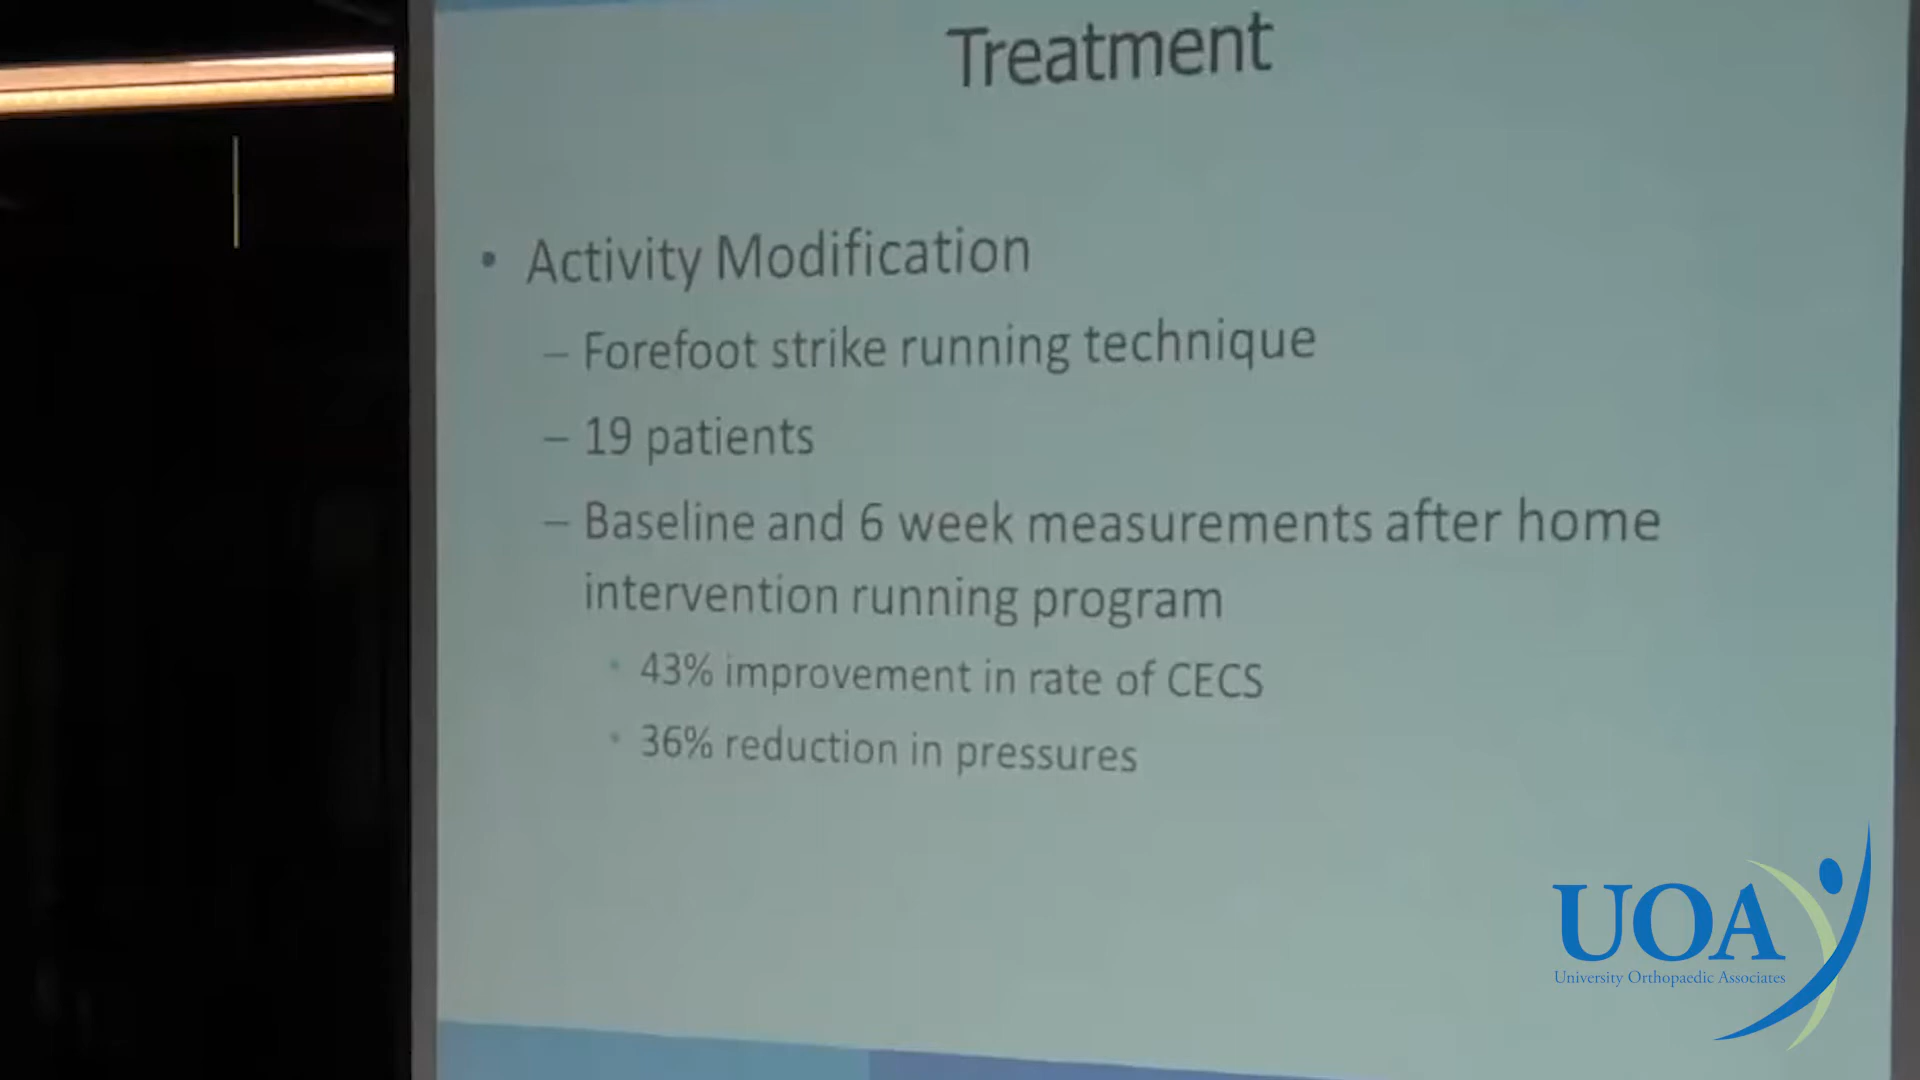 Treatment
• Activity Modification
– Forefoot strike running technique
– 19 patients
– Baseline and 6 week measurements after home
intervention running program
• 43% improvement in rate of CECS
• 36% reduction in pressures
UOA
University Orthopaedic Associates